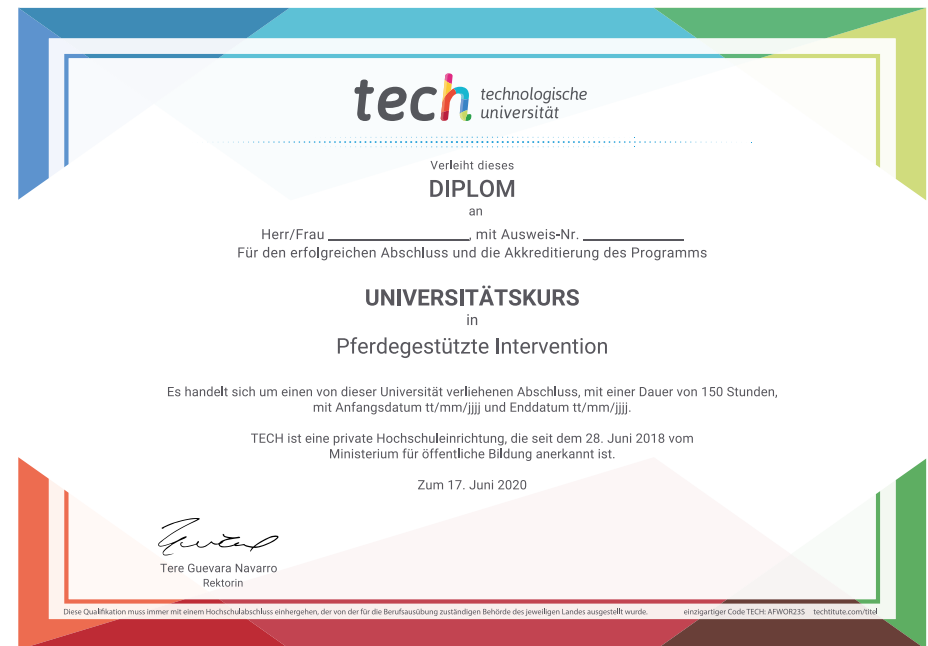 tech technologische
universität
Verleiht dieses
DIPLOM
an
Herr/Frau ____________________, mit Ausweis-Nr. ______________
Für den erfolgreichen Abschluss und die Akkreditierung des Programms
UNIVERSITÄTSKURS
in
Pferdegestützte Intervention
Es handelt sich um einen von dieser Universität verliehenen Abschluss, mit einer Dauer von 150 Stunden,
mit Anfangsdatum tt/mm/jjjj und Enddatum tt/mm/jjjj.
TECH ist eine private Hochschuleinrichtung, die seit dem 28. Juni 2018 vom
Ministerium für öffentliche Bildung anerkannt ist.
Zum 17. Juni 2020
Tere Guevara Navarro
Rektorin
Diese Qualifikation muss immer mit einem Hochschulabschluss einhergehen, der von der für die Berufsausübung zuständigen Behörde des jeweiligen Landes ausgestellt wurde. einzigartiger Code TECH: AFWOR23S techtitute.com/titel